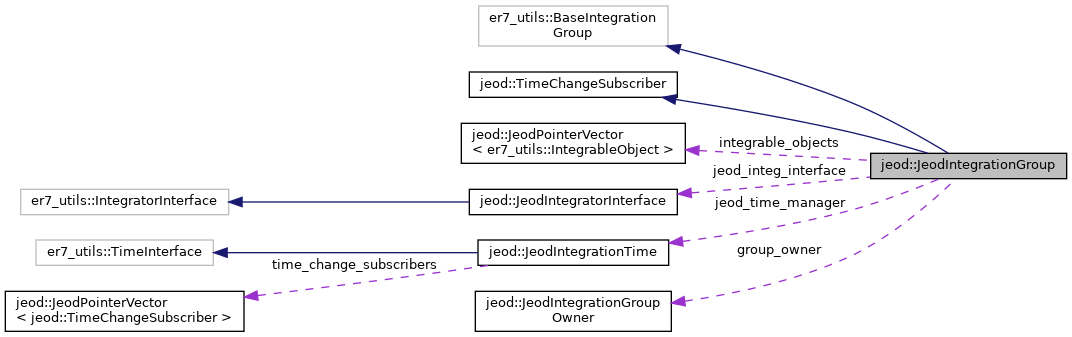 er7_utils::BaseIntegration
Group
jeod::TimeChangeSubscriber
jeod::JeodPointerVector
< er7_utils::IntegrableObject >
integrable_objects
jeod::JeodIntegrationGroup
jeod_integ_interface
er7_utils::IntegratorInterface
jeod::JeodIntegratorInterface
jeod_time_manager
er7_utils::TimeInterface
jeod::JeodIntegrationTime
group_owner
time_change_subscribers
jeod::JeodPointerVector
< jeod::TimeChangeSubscriber >
jeod::JeodIntegrationGroup
Owner